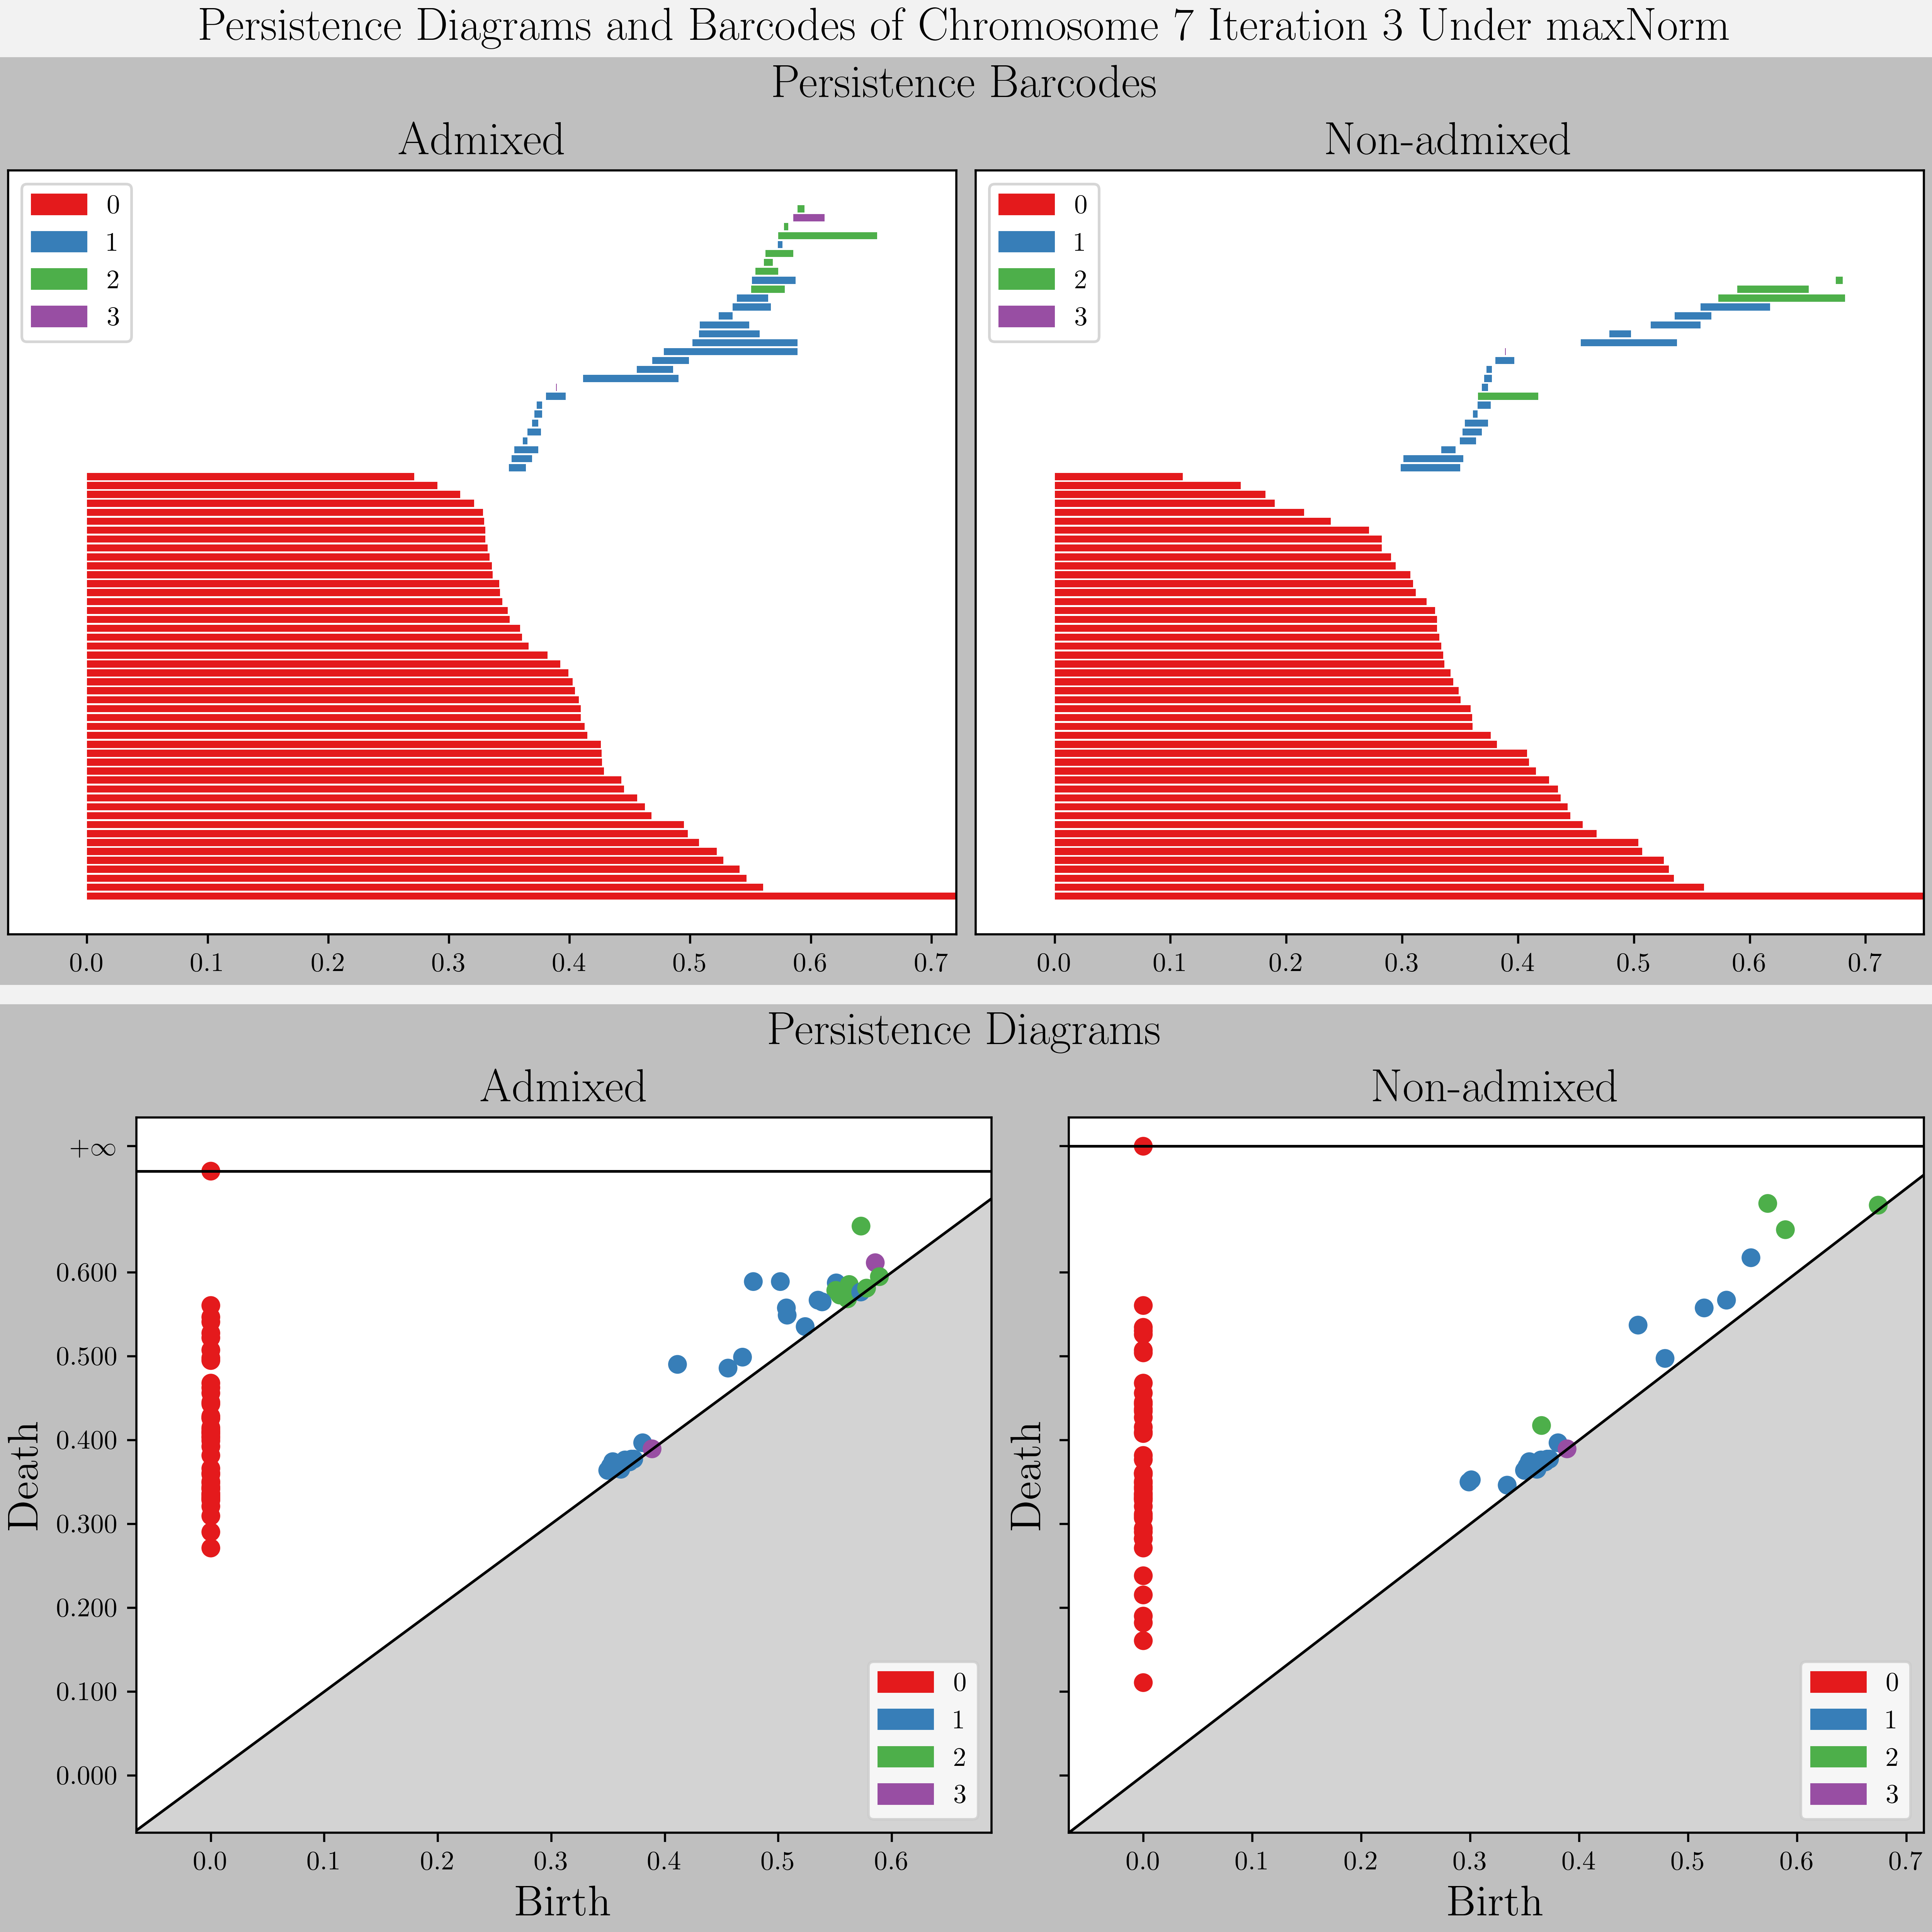 Persistence Diagrams and Barcodes of Chromosome 7 Iteration 3 Under maxNorm
Persistence Barcodes
Admixed
0
1
2
3
0.0 0.1 0.2 0.3 0.4 0.5 0.6 0.7
Non-admixed
0
1
2
3
0.0 0.1 0.2 0.3 0.4 0.5 0.6 0.7
Persistence Diagrams
Admixed
Death
+∞
0.600
0.500
0.400
0.300
0.200
0.100
0.000
0
1
2
3
0.0 0.1 0.2 0.3 0.4 0.5 0.6
Birth
Non-admixed
Death
0
1
2
3
0.0 0.1 0.2 0.3 0.4 0.5 0.6 0.7
Birth